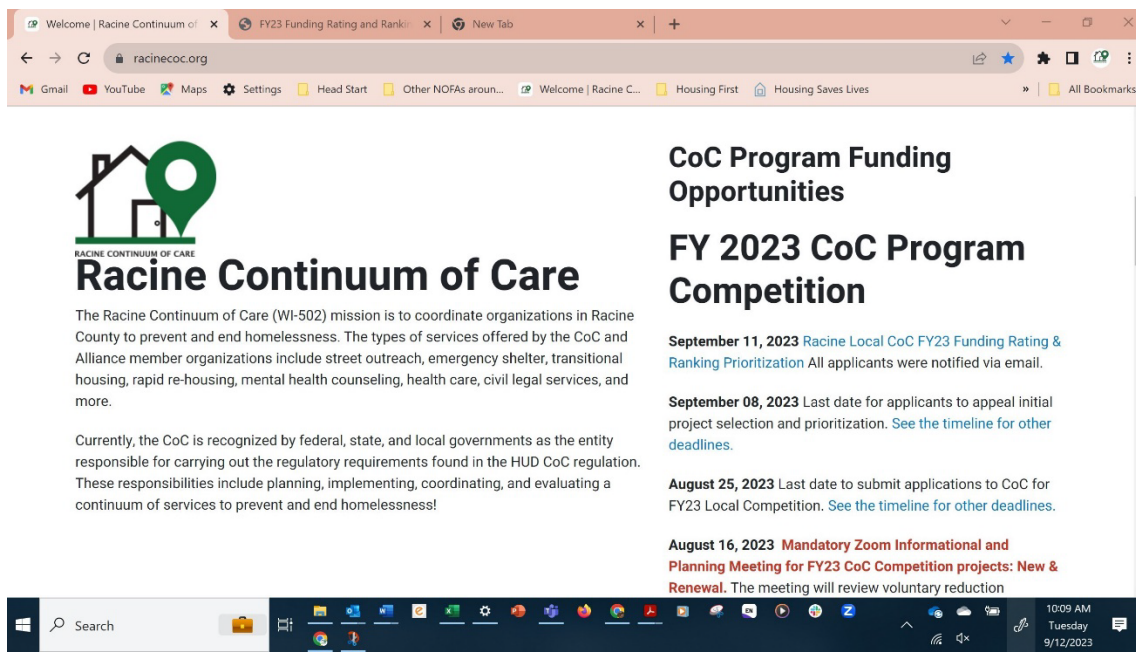 Welcome | Racine Continuum of
FY23 Funding Rating and Rankin
New Tab
racinecoc.org
Gmail
YouTube
Maps
Settings
Head Start
Other NOFAs aroun...
Welcome | Racine C...
Housing First
Housing Saves Lives
»
All Bookmarks
RACINE CONTINUUM OF CARE
Racine Continuum of Care
The Racine Continuum of Care (WI-502) mission is to coordinate organizations in Racine
County to prevent and end homelessness. The types of services offered by the CoC and
Alliance member organizations include street outreach, emergency shelter, transitional
housing, rapid re-housing, mental health counseling, health care, civil legal services, and
more.
Currently, the CoC is recognized by federal, state, and local governments as the entity
responsible for carrying out the regulatory requirements found in the HUD CoC regulation.
These responsibilities include planning, implementing, coordinating, and evaluating a
continuum of services to prevent and end homelessness!
CoC Program Funding
Opportunities
FY 2023 CoC Program
Competition
September 11, 2023 Racine Local CoC FY23 Funding Rating &
Ranking Prioritization All applicants were notified via email.
September 08, 2023 Last date for applicants to appeal initial
project selection and prioritization. See the timeline for other
deadlines.
August 25, 2023 Last date to submit applications to CoC for
FY23 Local Competition. See the timeline for other deadlines.
August 16, 2023 Mandatory Zoom Informational and
Planning Meeting for FY23 CoC Competition projects: New &
Renewal. The meeting will review voluntary reduction
Search
10:09 AM
Tuesday
9/12/2023